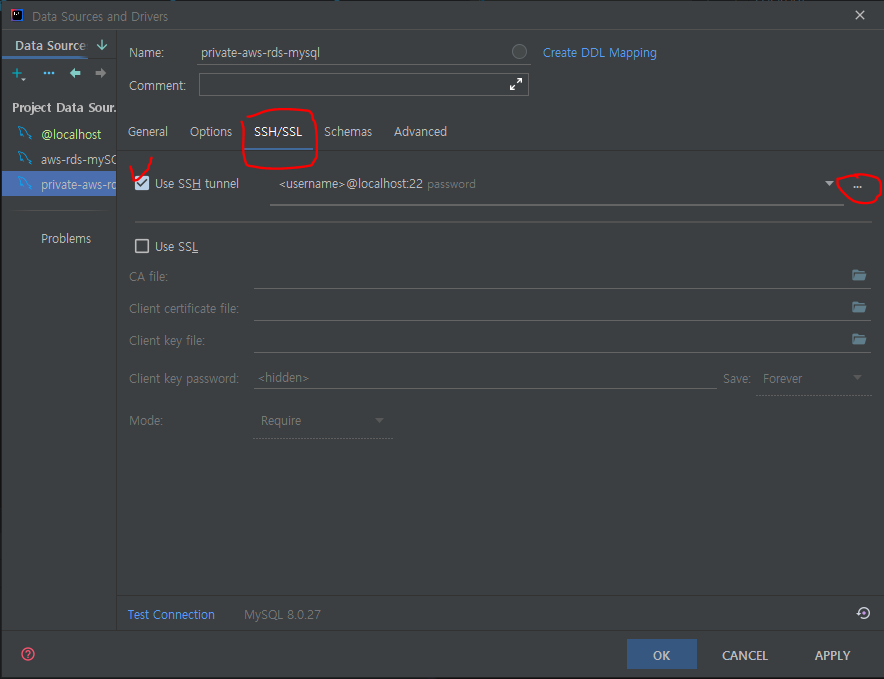 Data Sources and Drivers
Data Source
Name: private-aws-rds-mysql Create DDL Mapping
Comment:
Project Data Sour.
@localhost
aws-rds-mySC
private-aws-rd
Problems
General Options SSH/SSL Schemas Advanced
Use SSH tunnel <username>@localhost:22 password ...
Use SSL
CA file:
Client certificate file:
Client key file:
Client key password: <hidden> Save: Forever
Mode: Require
Test Connection MySQL 8.0.27
OK CANCEL APPLY